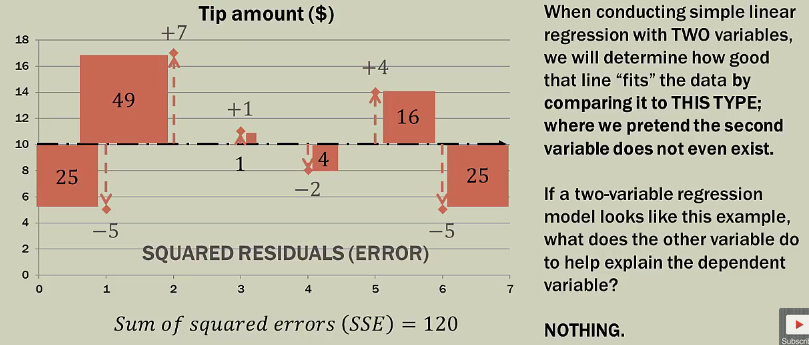 Tip amount ($)
+7
18
16
14
12
10
8
6
4
2
0
49
+1
+4
16
25
1
4
25
−5
−2
−5
SQUARED RESIDUALS (ERROR)
0 1 2 3 4 5 6 7
Sum of squared errors (SSE) = 120
When conducting simple linear
regression with TWO variables,
we will determine how good
that line “fits” the data by
comparing it to THIS TYPE;
where we pretend the second
variable does not even exist.
If a two-variable regression
model looks like this example,
what does the other variable do
to help explain the dependent
variable?
NOTHING.